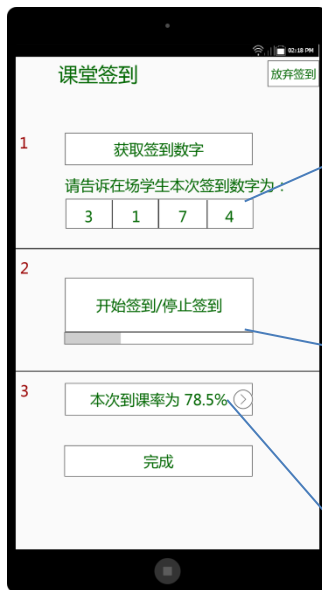 02:18 PM
课堂签到
放弃签到
1
获取签到数字
请告诉在场学生本次签到数字为：
3 1 7 4
2
开始签到/停止签到
3
本次到课率为 78.5%
完成